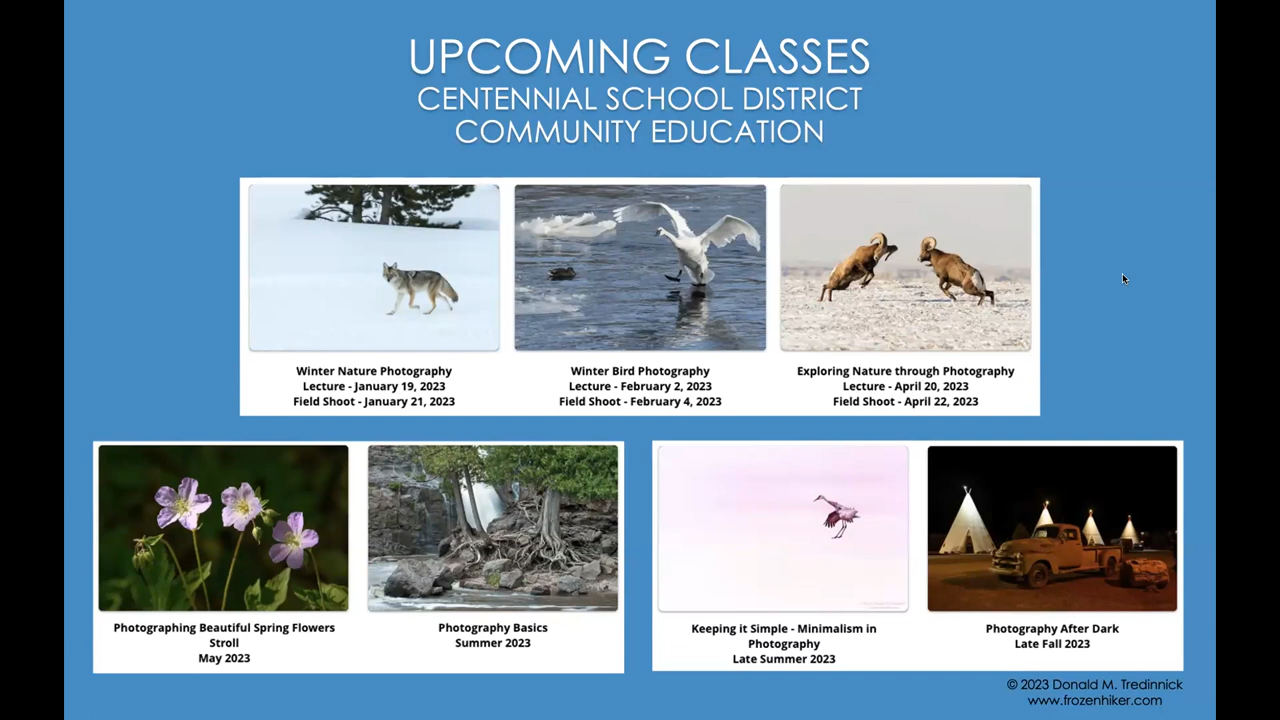 UPCOMING CLASSES
CENTENNIAL SCHOOL DISTRICT
COMMUNITY EDUCATION
Winter Nature Photography
Lecture - January 19, 2023
Field Shoot - January 21, 2023
Winter Bird Photography
Lecture - February 2, 2023
Field Shoot - February 4, 2023
Exploring Nature through Photography
Lecture - April 20, 2023
Field Shoot - April 22, 2023
Photographing Beautiful Spring Flowers
Stroll
May 2023
Photography Basics
Summer 2023
Keeping it Simple - Minimalism in
Photography
Late Summer 2023
Photography After Dark
Late Fall 2023
© 2023 Donald M. Tredinnick
www.frozenhiker.com